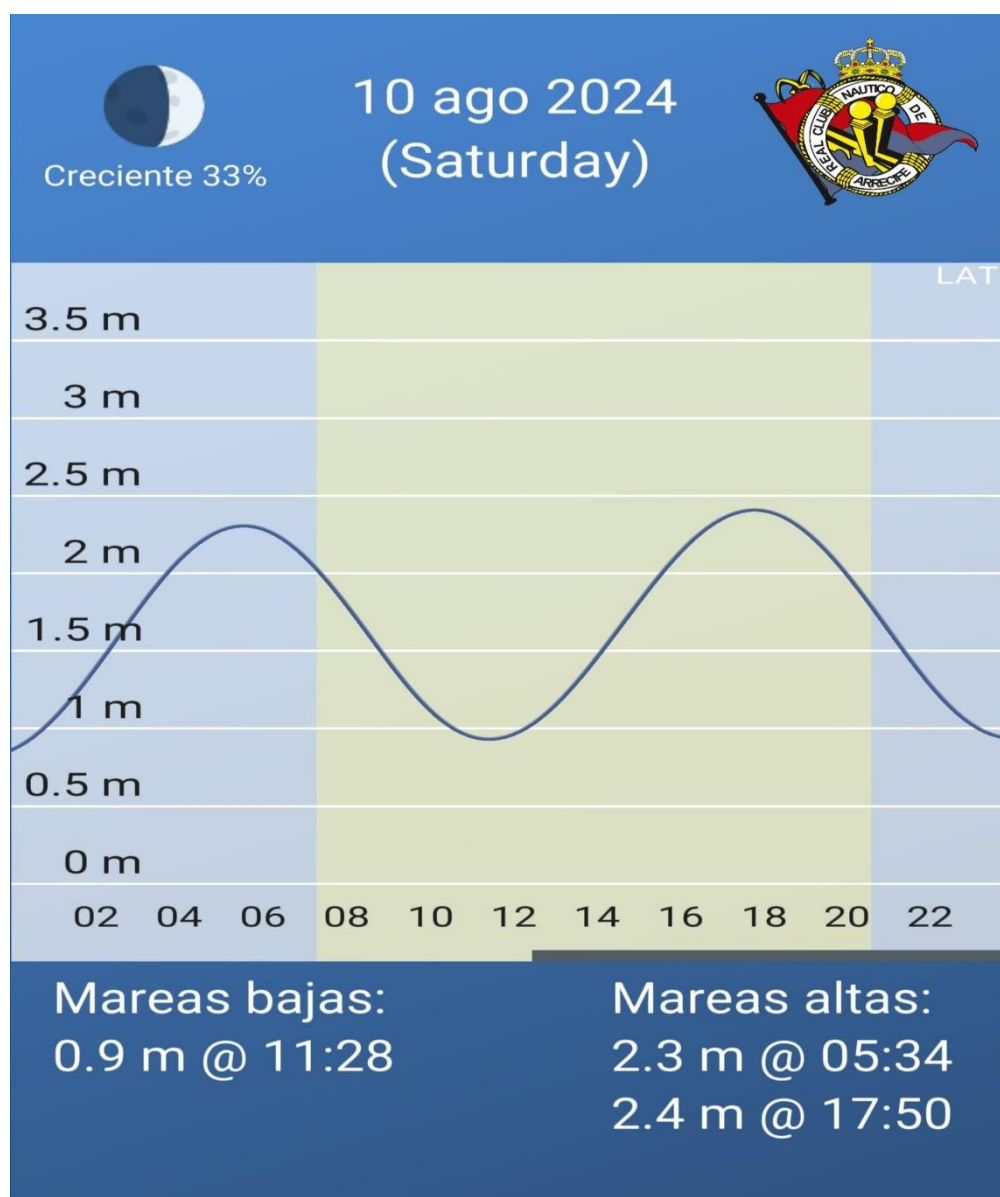 10 ago 2024
(Saturday)
Creciente 33%
REAL CLUB NAUTICO DE
ARRECIFE
LAT
3.5 m
3 m
2.5 m
2 m
1.5 m
1 m
0.5 m
0 m
02 04 06 08 10 12 14 16 18 20 22
Mareas bajas:
0.9 m @ 11:28
Mareas altas:
2.3 m @ 05:34
2.4 m @ 17:50